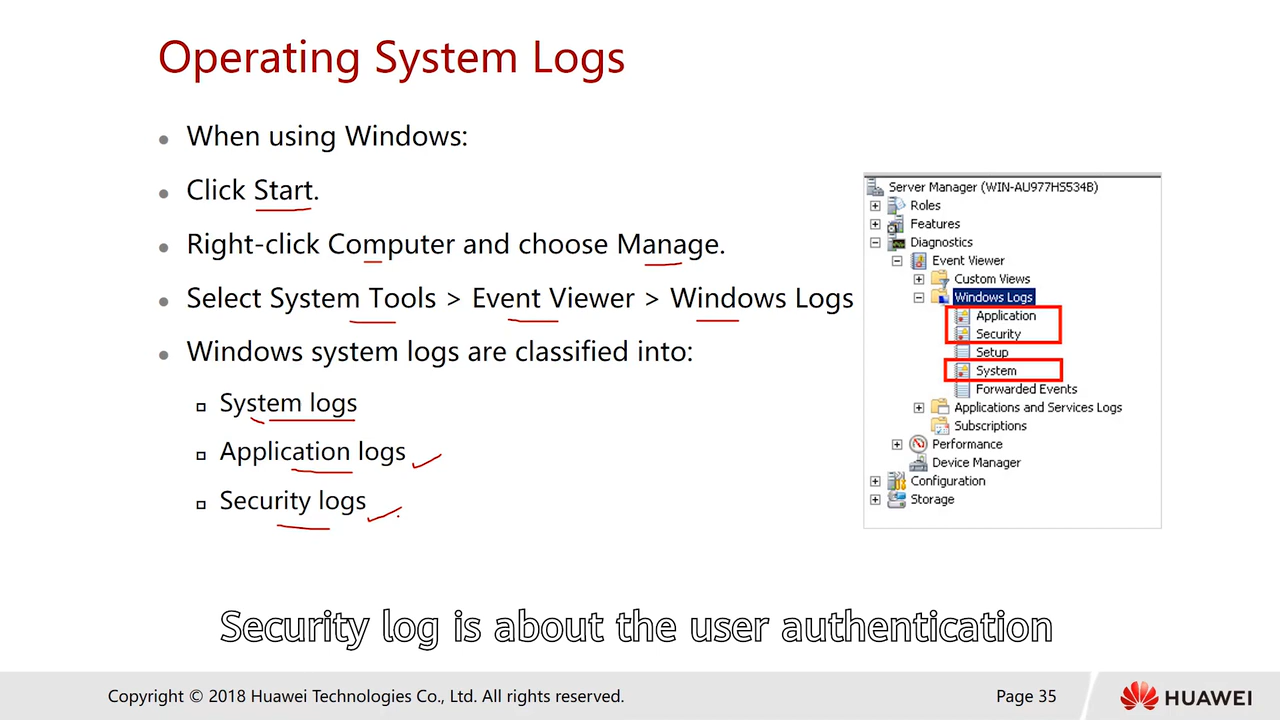 Operating System Logs
When using Windows:
Click Start.
Right-click Computer and choose Manage.
Select System Tools > Event Viewer > Windows Logs
Windows system logs are classified into:
System logs
Application logs
Security logs
Server Manager (WIN-AU977HS534B)
Roles
Features
Diagnostics
Event Viewer
Custom Views
Windows Logs
Application
Security
Setup
System
Forwarded Events
Applications and Services Logs
Subscriptions
Performance
Device Manager
Configuration
Storage
Security log is about the user authentication
Copyright © 2018 Huawei Technologies Co., Ltd. All rights reserved.
Page 35
HUAWEI